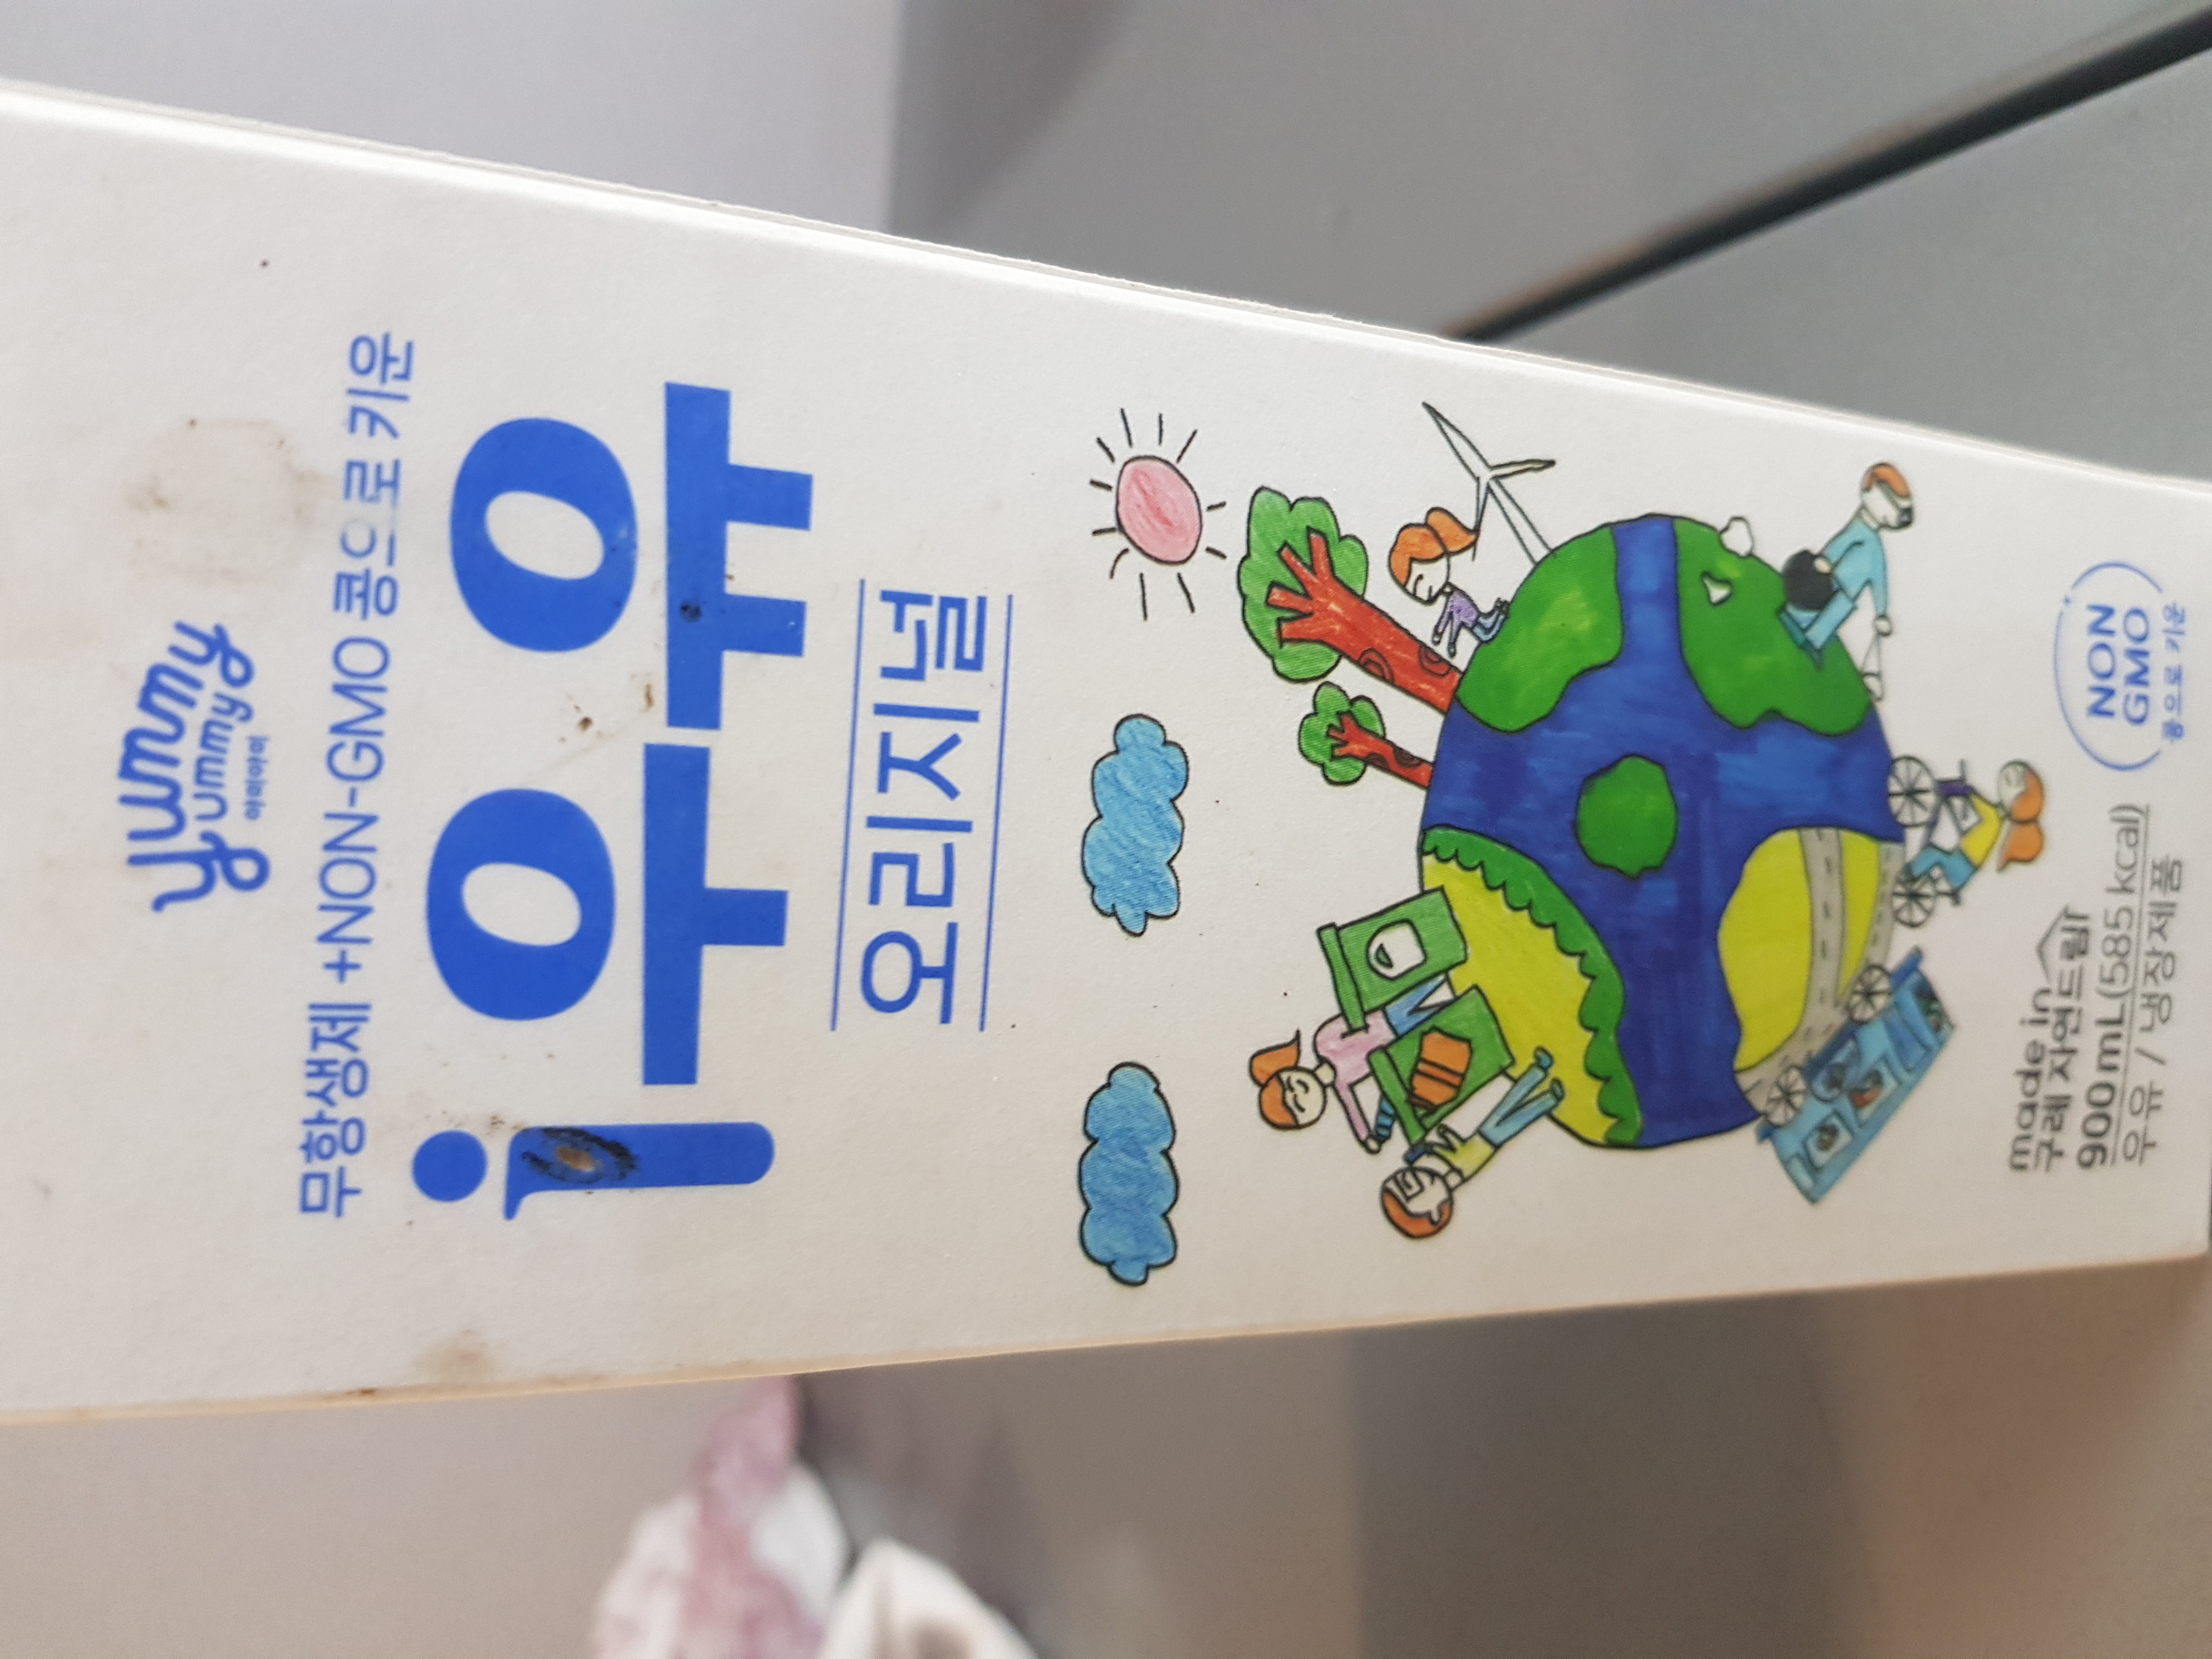 yummy
yummy
야미야미
무항생제 +NON-GMO 콩으로 키운
i우유
오리지널
made in
구례 자연드림
900mL(585 kcal)
우유 / 냉장제품
NON
GMO
콩으로 키운